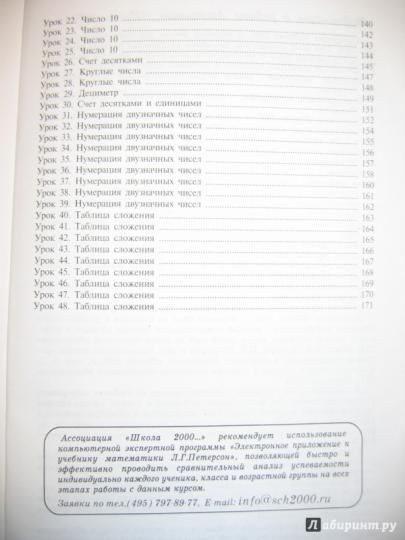 Урок 22. Число 10 ........ 140
Урок 23. Число 10 ........ 142
Урок 24. Число 10 ........ 143
Урок 25. Число 10 ........ 144
Урок 26. Счет десятками ........ 145
Урок 27. Круглые числа ........ 147
Урок 28. Круглые числа ........ 148
Урок 29. Дециметр ........ 149
Урок 30. Счет десятками и единицами ........ 151
Урок 31. Нумерация двузначных чисел ........ 152
Урок 32. Нумерация двузначных чисел ........ 154
Урок 33. Нумерация двузначных чисел ........ 155
Урок 34. Нумерация двузначных чисел ........ 156
Урок 35. Нумерация двузначных чисел ........ 157
Урок 36. Нумерация двузначных чисел ........ 158
Урок 37. Нумерация двузначных чисел ........ 160
Урок 38. Нумерация двузначных чисел ........ 161
Урок 39. Нумерация двузначных чисел ........ 162
Урок 40. Таблица сложения ........ 163
Урок 41. Таблица сложения ........ 164
Урок 42. Таблица сложения ........ 165
Урок 43. Таблица сложения ........ 166
Урок 44. Таблица сложения ........ 167
Урок 45. Таблица сложения ........ 168
Урок 46. Таблица сложения ........ 169
Урок 47. Таблица сложения ........ 170
Урок 48. Таблица сложения ........ 171
Ассоциация «Школа 2000...» рекомендует использование
компьютерной экспертной программы «Электронное приложение к
учебнику математики Л.Г.Петерсон», позволяющей быстро и
эффективно проводить сравнительный анализ успеваемости
индивидуально каждого ученика, класса и возрастной группы на всех
этапах работы с данным курсом.
Заявки по тел.(495) 797-89-77, E-mail: info@sch2000.ru
Лабиринт.ру